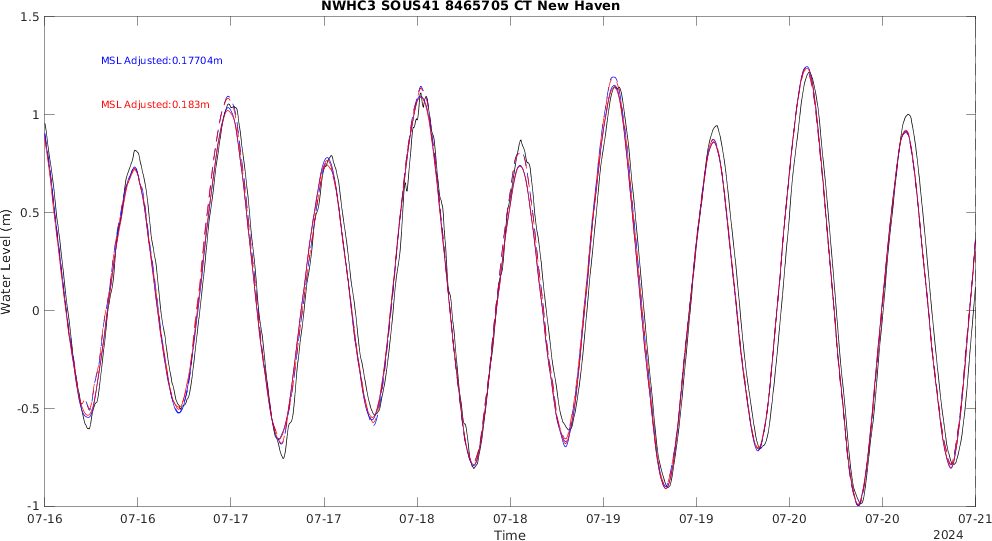 NWHC3 SOUS41 8465705 CT New Haven
1.5
MSL Adjusted:0.17704m
MSL Adjusted:0.183m
1
0.5
0
-0.5
-1
Water Level (m)
07-16 07-16 07-17 07-17 07-18 07-18 07-19 07-19 07-20 07-20 07-21
Time
2024